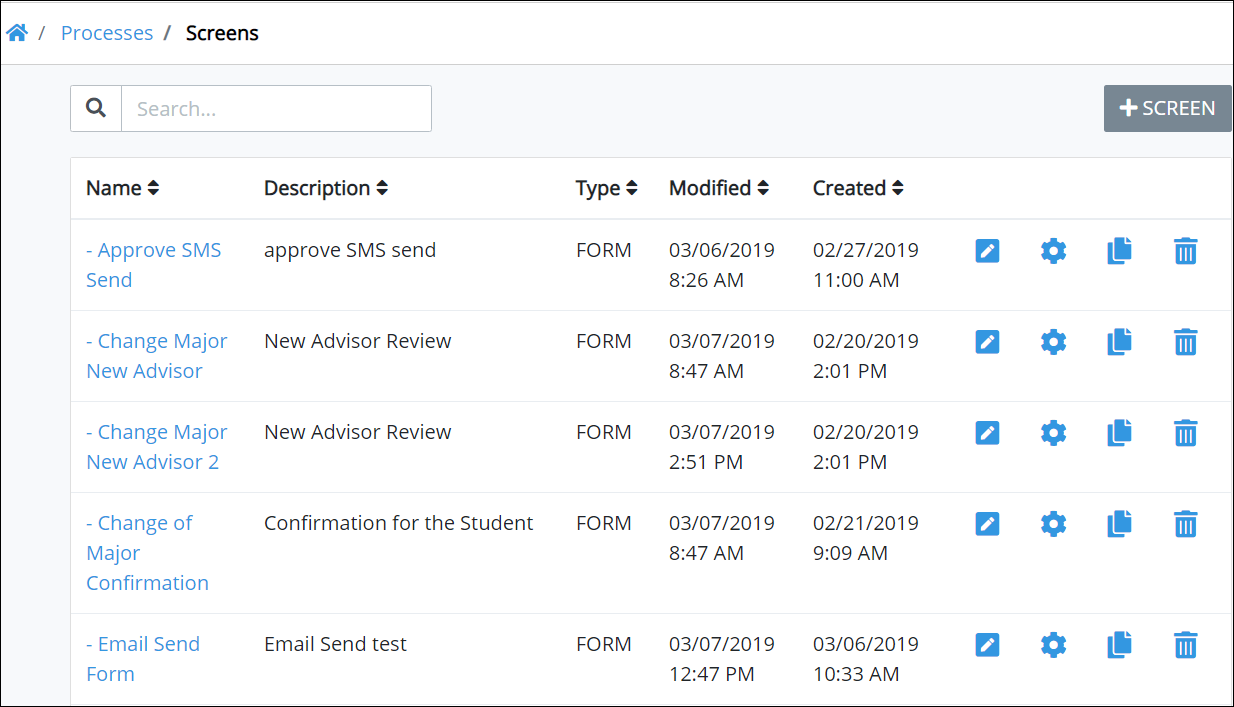 / Processes / Screens
Search...
SCREEN
Name Description Type Modified Created
- Approve SMS Send approve SMS send FORM 03/06/2019 8:26 AM 02/27/2019 11:00 AM
- Change Major New Advisor New Advisor Review FORM 03/07/2019 8:47 AM 02/20/2019 2:01 PM
- Change Major New Advisor 2 New Advisor Review FORM 03/07/2019 2:51 PM 02/20/2019 2:01 PM
- Change of Major Confirmation Confirmation for the Student FORM 03/07/2019 8:47 AM 02/21/2019 9:09 AM
- Email Send Form Email Send test FORM 03/07/2019 12:47 PM 03/06/2019 10:33 AM